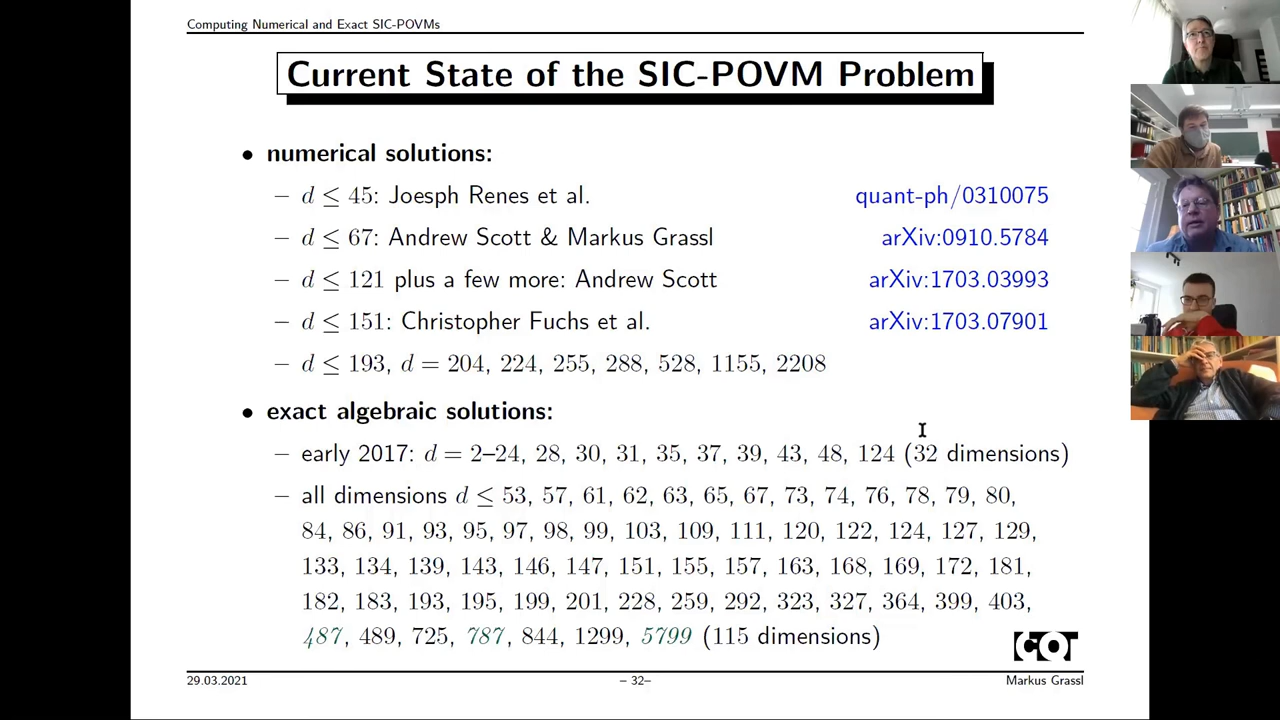 Computing Numerical and Exact SIC-POVMs
Current State of the SIC-POVM Problem
• numerical solutions:
– d ≤ 45: Joesph Renes et al. quant-ph/0310075
– d ≤ 67: Andrew Scott & Markus Grassl arXiv:0910.5784
– d ≤ 121 plus a few more: Andrew Scott arXiv:1703.03993
– d ≤ 151: Christopher Fuchs et al. arXiv:1703.07901
– d ≤ 193, d = 204, 224, 255, 288, 528, 1155, 2208
• exact algebraic solutions:
– early 2017: d = 2–24, 28, 30, 31, 35, 37, 39, 43, 48, 124 (32 dimensions)
– all dimensions d ≤ 53, 57, 61, 62, 63, 65, 67, 73, 74, 76, 78, 79, 80,
84, 86, 91, 93, 95, 97, 98, 99, 103, 109, 111, 120, 122, 124, 127, 129,
133, 134, 139, 143, 146, 147, 151, 155, 157, 163, 168, 169, 172, 181,
182, 183, 193, 195, 199, 201, 228, 259, 292, 323, 327, 364, 399, 403,
487, 489, 725, 787, 844, 1299, 5799 (115 dimensions)
CQT
29.03.2021 – 32– Markus Grassl